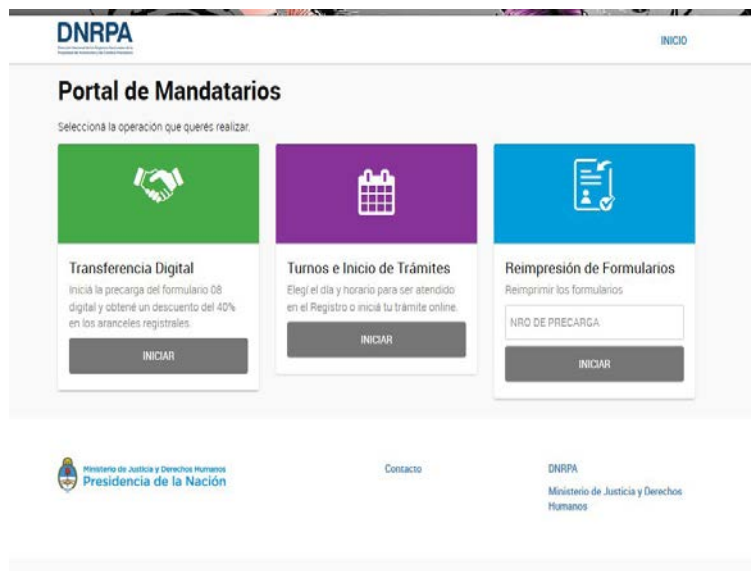 DNRPA
INICIO
Portal de Mandatarios
Seleccioná la operación que querés realizar.
Transferencia Digital
Iniciá la precarga del formulario 08
digital y obtené un descuento del 40%
en los aranceles registrales
INICIAR
Turnos e Inicio de Trámites
Elegí el día y horario para ser atendido
en el Registro o iniciá tu trámite online.
INICIAR
Reimpresión de Formularios
Reimprimir los formularios
NRO DE PRECARGA
INICIAR
Ministerio de Justicia y Derechos Humanos
Presidencia de la Nación
Contacto
DNRPA
Ministerio de Justicia y Derechos
Humanos